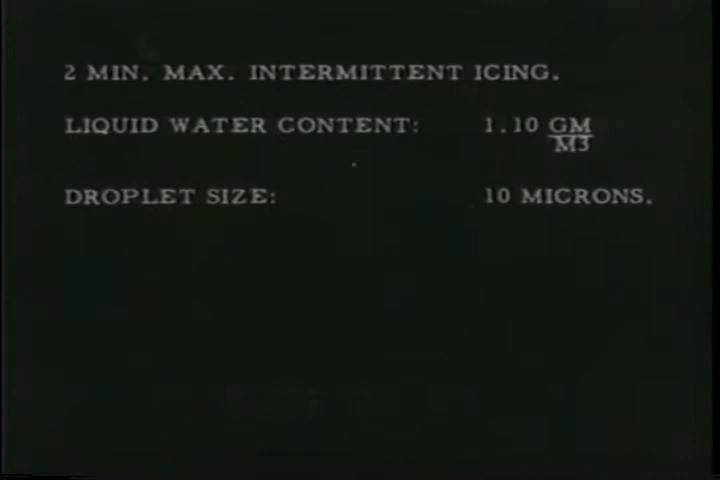 2 MIN. MAX. INTERMITTENT ICING.
LIQUID WATER CONTENT: 1.10 GM
M3
DROPLET SIZE: 10 MICRONS.